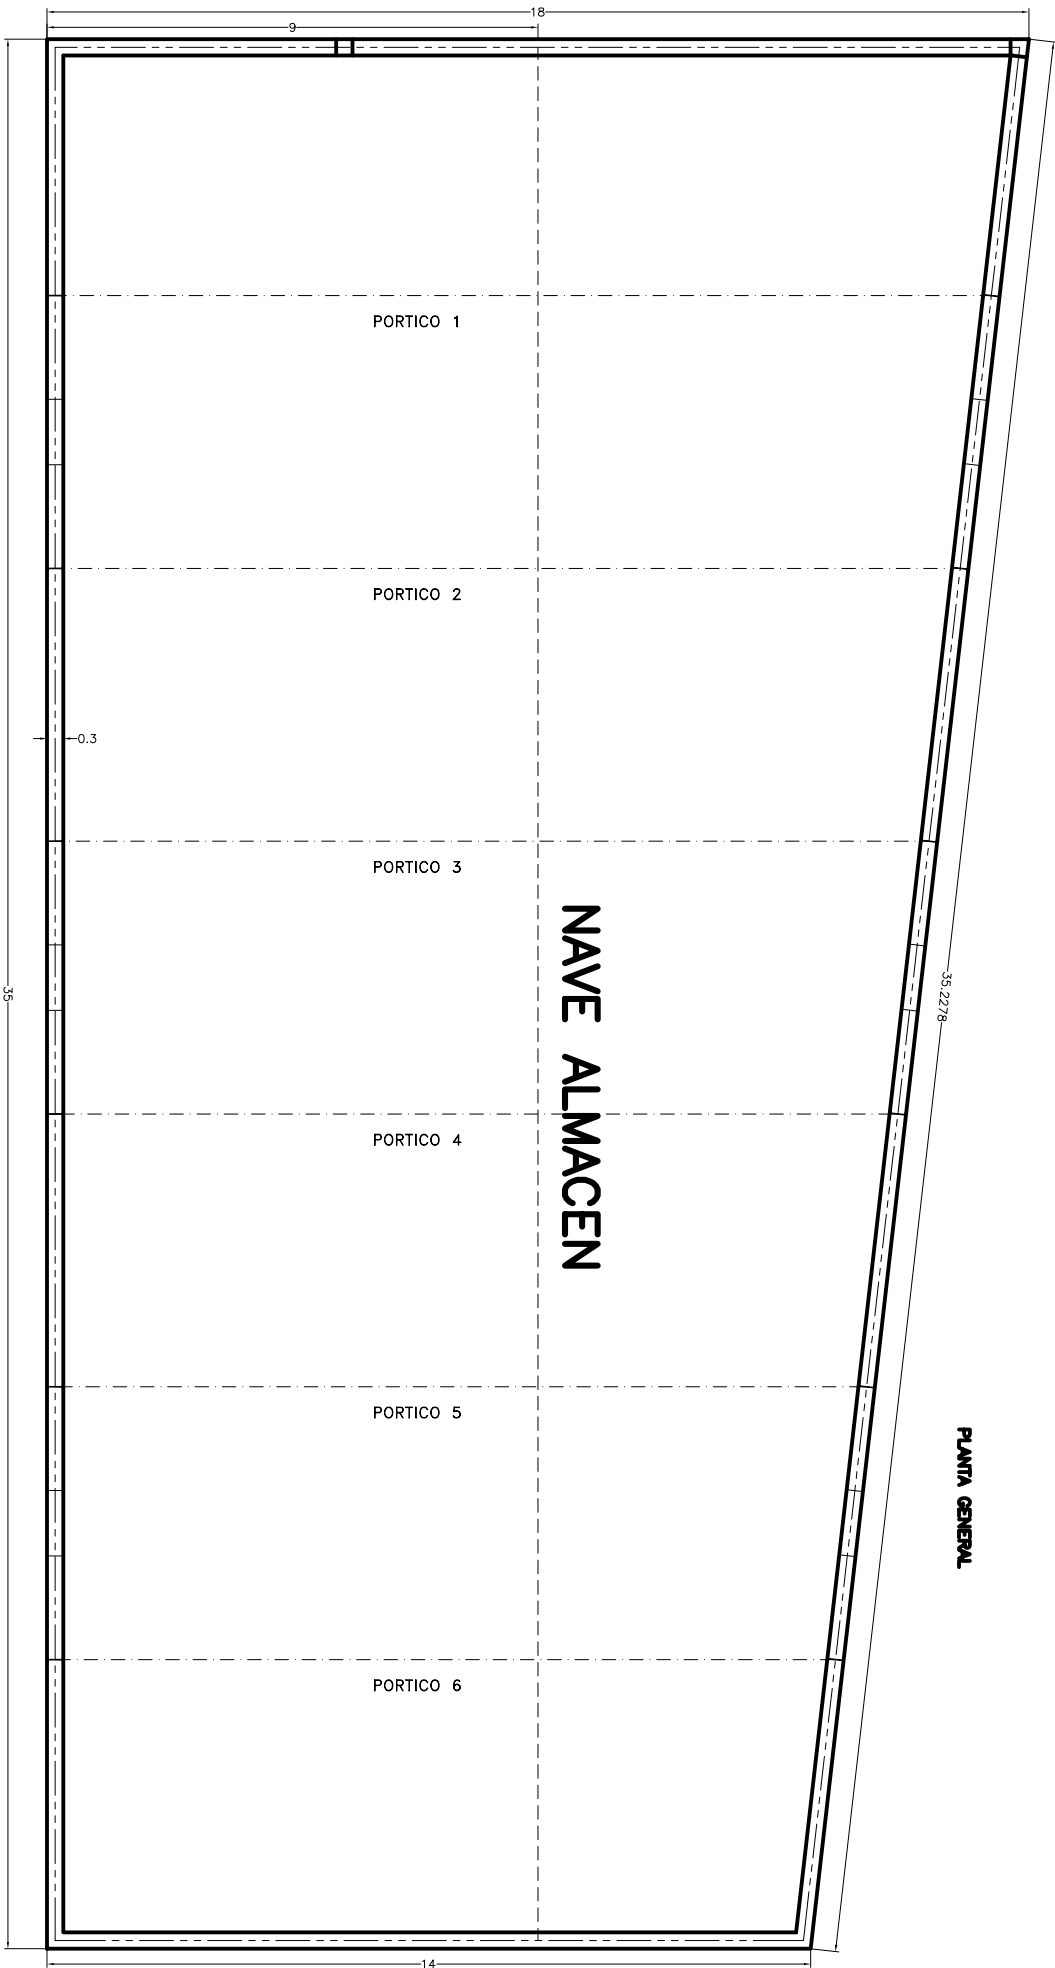 18
9
PORTICO 1
PORTICO 2
0.3
PORTICO 3
NAVE ALMACEN
35.2278
35
PORTICO 4
PORTICO 5
PLANTA GENERAL
PORTICO 6
14